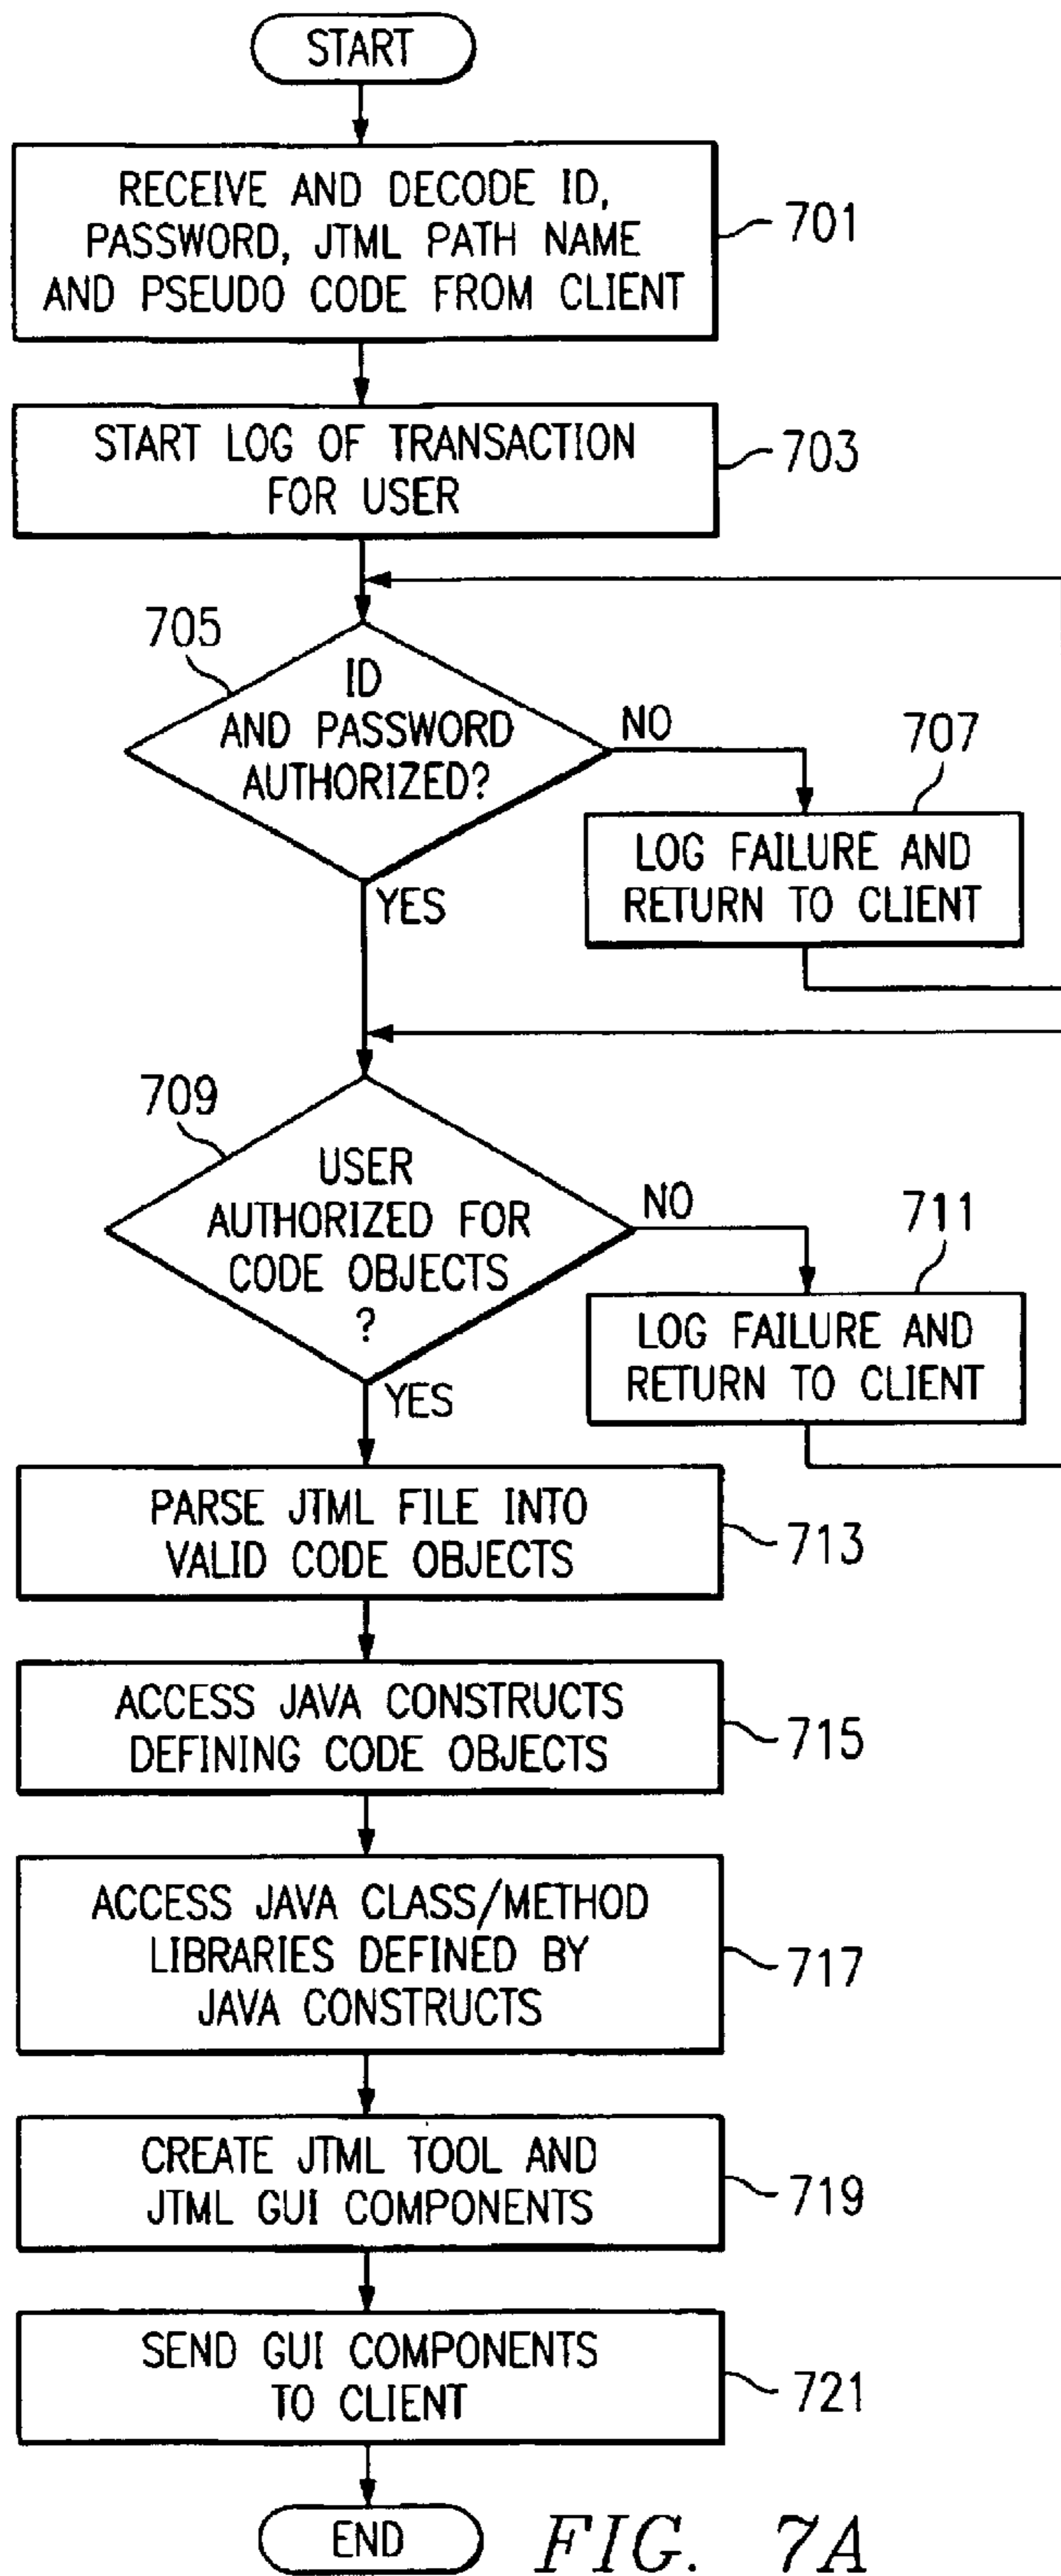 START
RECEIVE AND DECODE ID,
PASSWORD, JTML PATH NAME
AND PSEUDO CODE FROM CLIENT
701
START LOG OF TRANSACTION
FOR USER
703
705
ID
AND PASSWORD
AUTHORIZED?
NO
YES
707
LOG FAILURE AND
RETURN TO CLIENT
709
USER
AUTHORIZED FOR
CODE OBJECTS
?
NO
YES
711
LOG FAILURE AND
RETURN TO CLIENT
PARSE JTML FILE INTO
VALID CODE OBJECTS
713
ACCESS JAVA CONSTRUCTS
DEFINING CODE OBJECTS
715
ACCESS JAVA CLASS/METHOD
LIBRARIES DEFINED BY
JAVA CONSTRUCTS
717
CREATE JTML TOOL AND
JTML GUI COMPONENTS
719
SEND GUI COMPONENTS
TO CLIENT
721
END
FIG. 7A